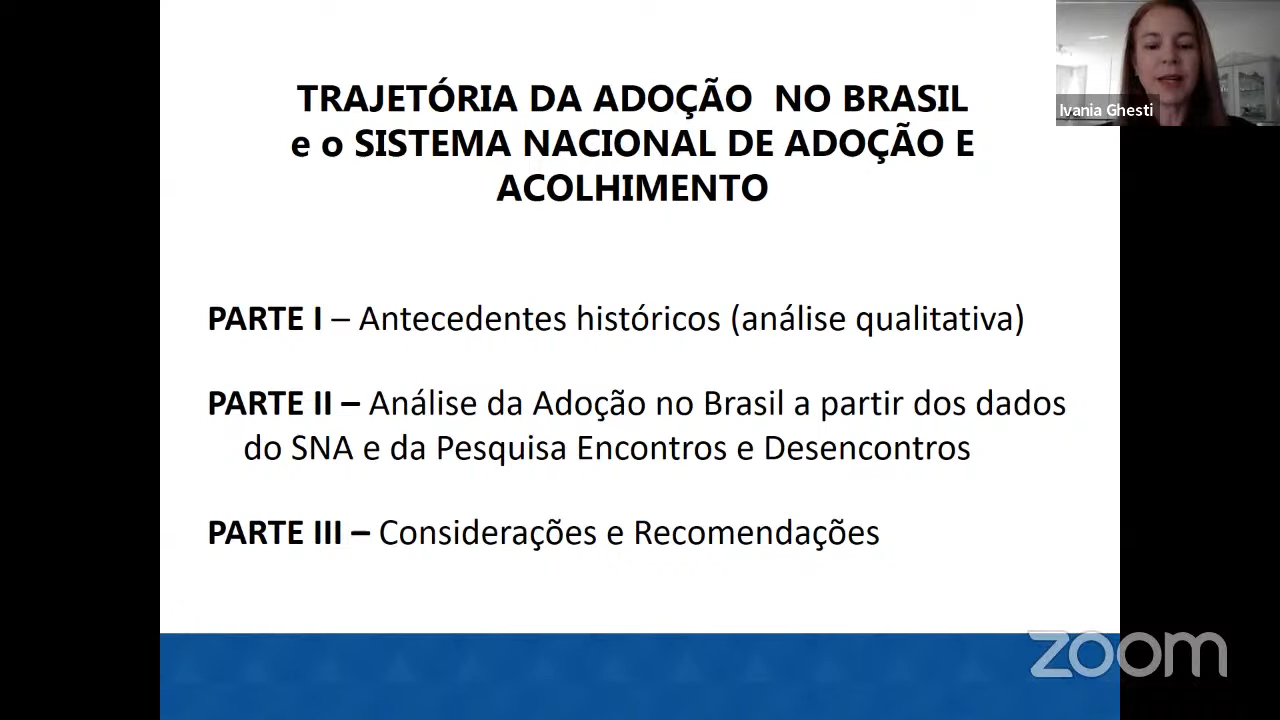 TRAJETÓRIA DA ADOÇÃO NO BRASIL
e o SISTEMA NACIONAL DE ADOÇÃO E
ACOLHIMENTO
Ivania Ghesti
PARTE I – Antecedentes históricos (análise qualitativa)
PARTE II – Análise da Adoção no Brasil a partir dos dados
do SNA e da Pesquisa Encontros e Desencontros
PARTE III – Considerações e Recomendações
zoom